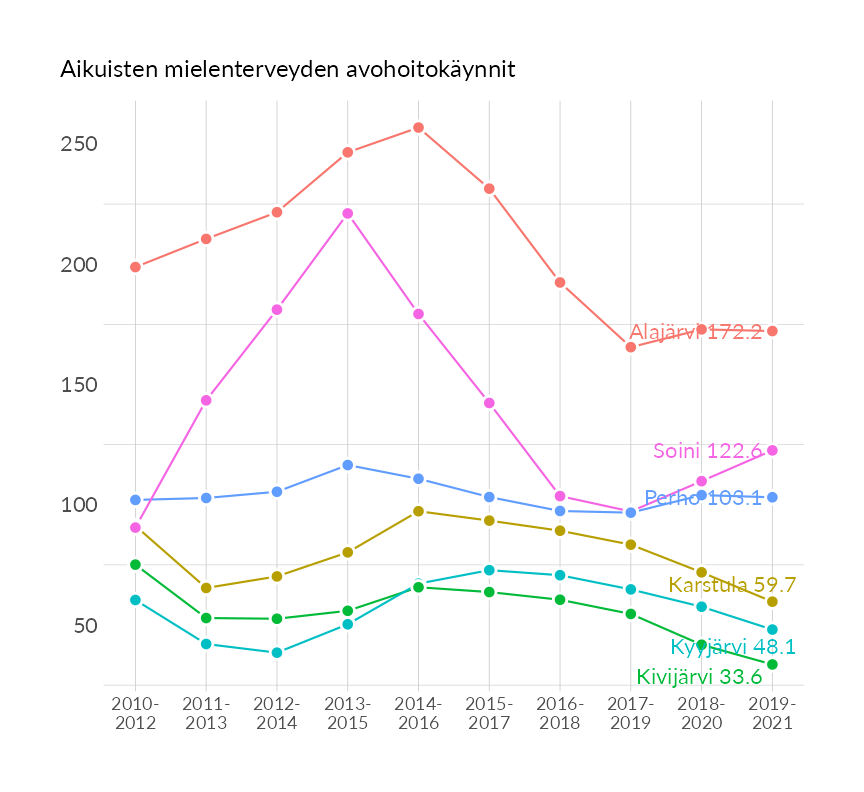 Aikuisten mielenterveyden avohoitokäynnit
250
200
150
100
50
Alajärvi 172.2
Soini 122.6
Perho 103.1
Karstula 59.7
Kyyjärvi 48.1
Kivijärvi 33.6
2010- 2011- 2012- 2013- 2014- 2015- 2016- 2017- 2018- 2019-
2012 2013 2014 2015 2016 2017 2018 2019 2020 2021